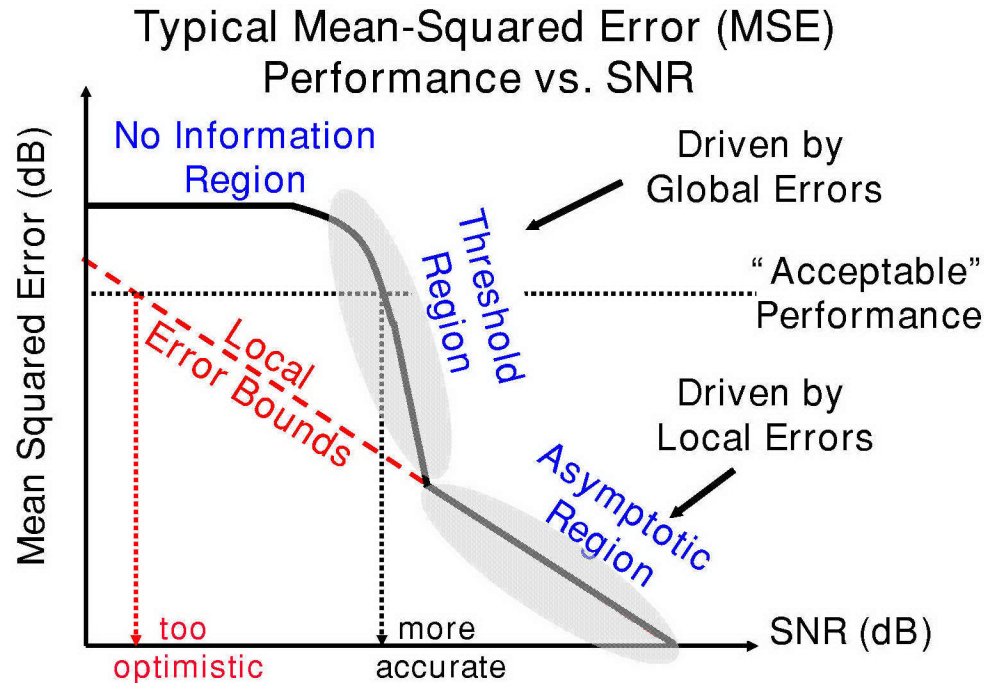 Typical Mean-Squared Error (MSE)
Performance vs. SNR
Mean Squared Error (dB)
No Information
Region
Driven by
Global Errors
Threshold
Region
“Acceptable”
Performance
Local
Error Bounds
Driven by
Local Errors
Asymptotic
Region
too
optimistic
more
accurate
SNR (dB)